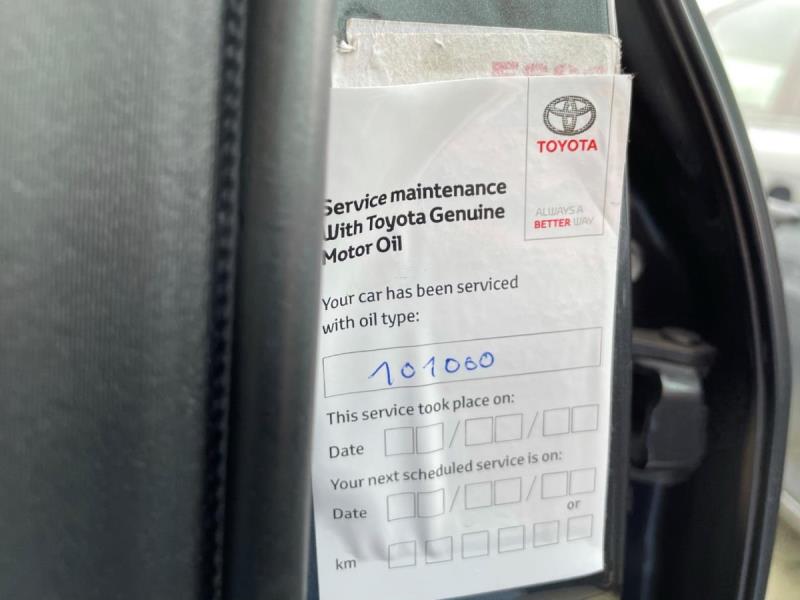 TOYOTA
ALWAYS A
BETTER WAY
Service maintenance
With Toyota Genuine
Motor Oil
Your car has been serviced
with oil type:
101000
This service took place on:
Date / /
Your next scheduled service is on:
Date / /
or
km